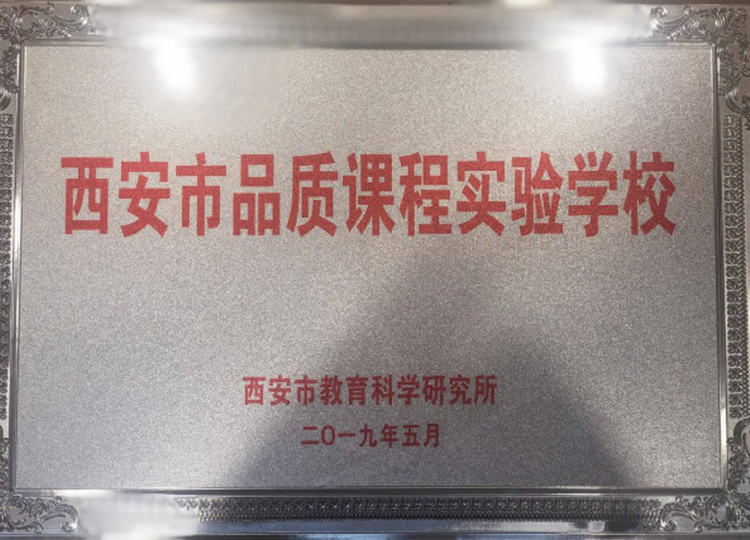 西安市品质课程实验学校
西安市教育科学研究所
二〇一九年五月